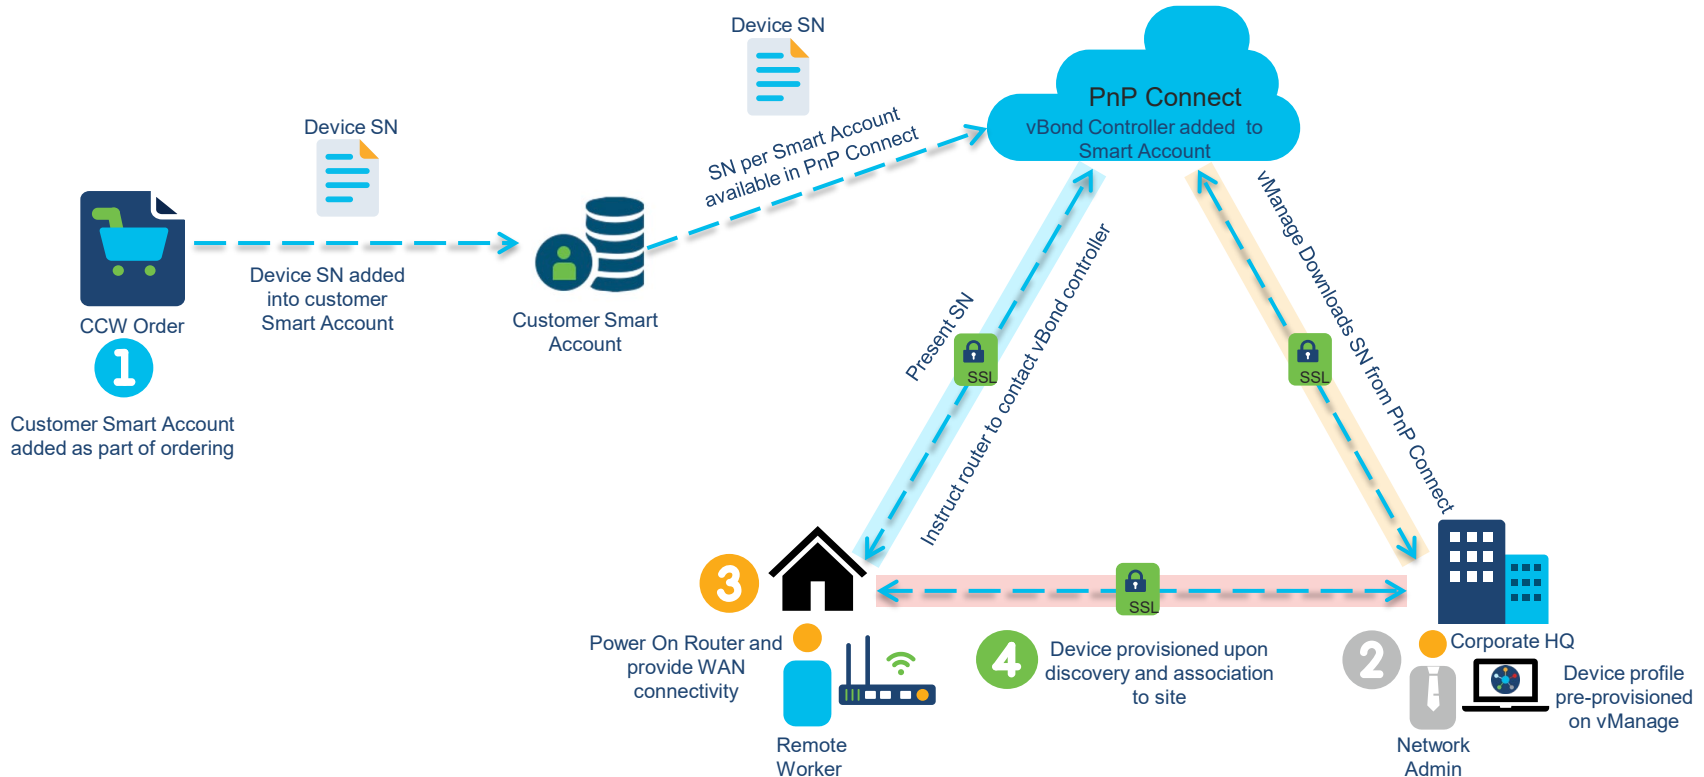 Device SN
PnP Connect
vBond Controller added to
Smart Account
Device SN
SN per Smart Account
available in PnP Connect
Device SN added
into customer
Smart Account
CCW Order
1
Customer Smart Account
added as part of ordering
Customer Smart
Account
Present SN
SSL
Instruct router to contact vBond controller
SSL
vManage Downloads SN from PnP Connect
3
SSL
Power On Router and
provide WAN
connectivity
Remote
Worker
4
Device provisioned upon
discovery and association
to site
2
Corporate HQ
Device profile
pre-provisioned
on vManage
Network
Admin